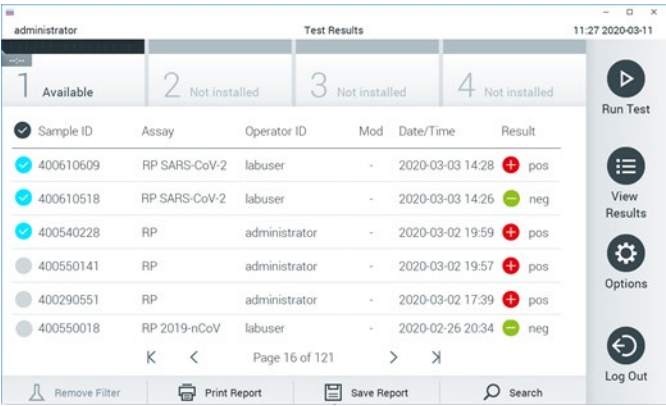 administrator Test Results 11:27 2020-03-11
--:--
1 Available 2 Not installed 3 Not installed 4 Not installed
Run Test
Sample ID Assay Operator ID Mod Date/Time Result
400610609 RP SARS-CoV-2 labuser - 2020-03-03 14:28 pos
400610518 RP SARS-CoV-2 labuser - 2020-03-03 14:26 neg
View Results
400540228 RP administrator - 2020-03-02 19:59 pos
400550141 RP administrator - 2020-03-02 19:57 pos
Options
400290551 RP administrator - 2020-03-02 17:39 pos
400550018 RP 2019-nCoV labuser - 2020-02-26 20:34 neg
Page 16 of 121
Log Out
Remove Filter Print Report Save Report Search